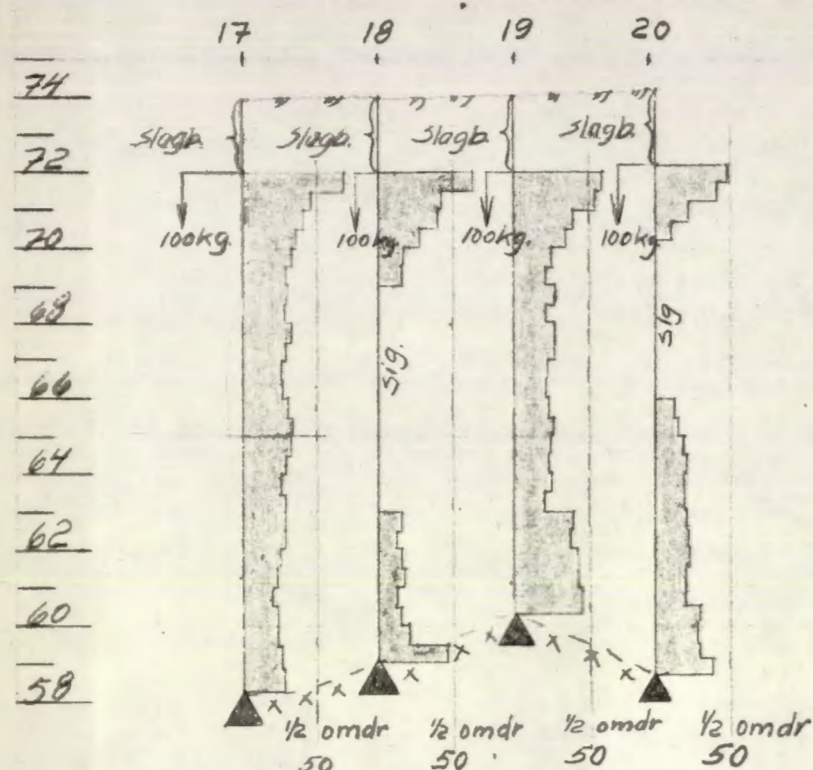 17 18 19 20
74
slagb. slagb. slagb. slagb.
72
70
100kg. 100kg. 100kg. 100kg.
68
sig. sig
66
64
62
60
58
1/2 omdr 1/2 omdr 1/2 omdr 1/2 omdr
50 50 50 50